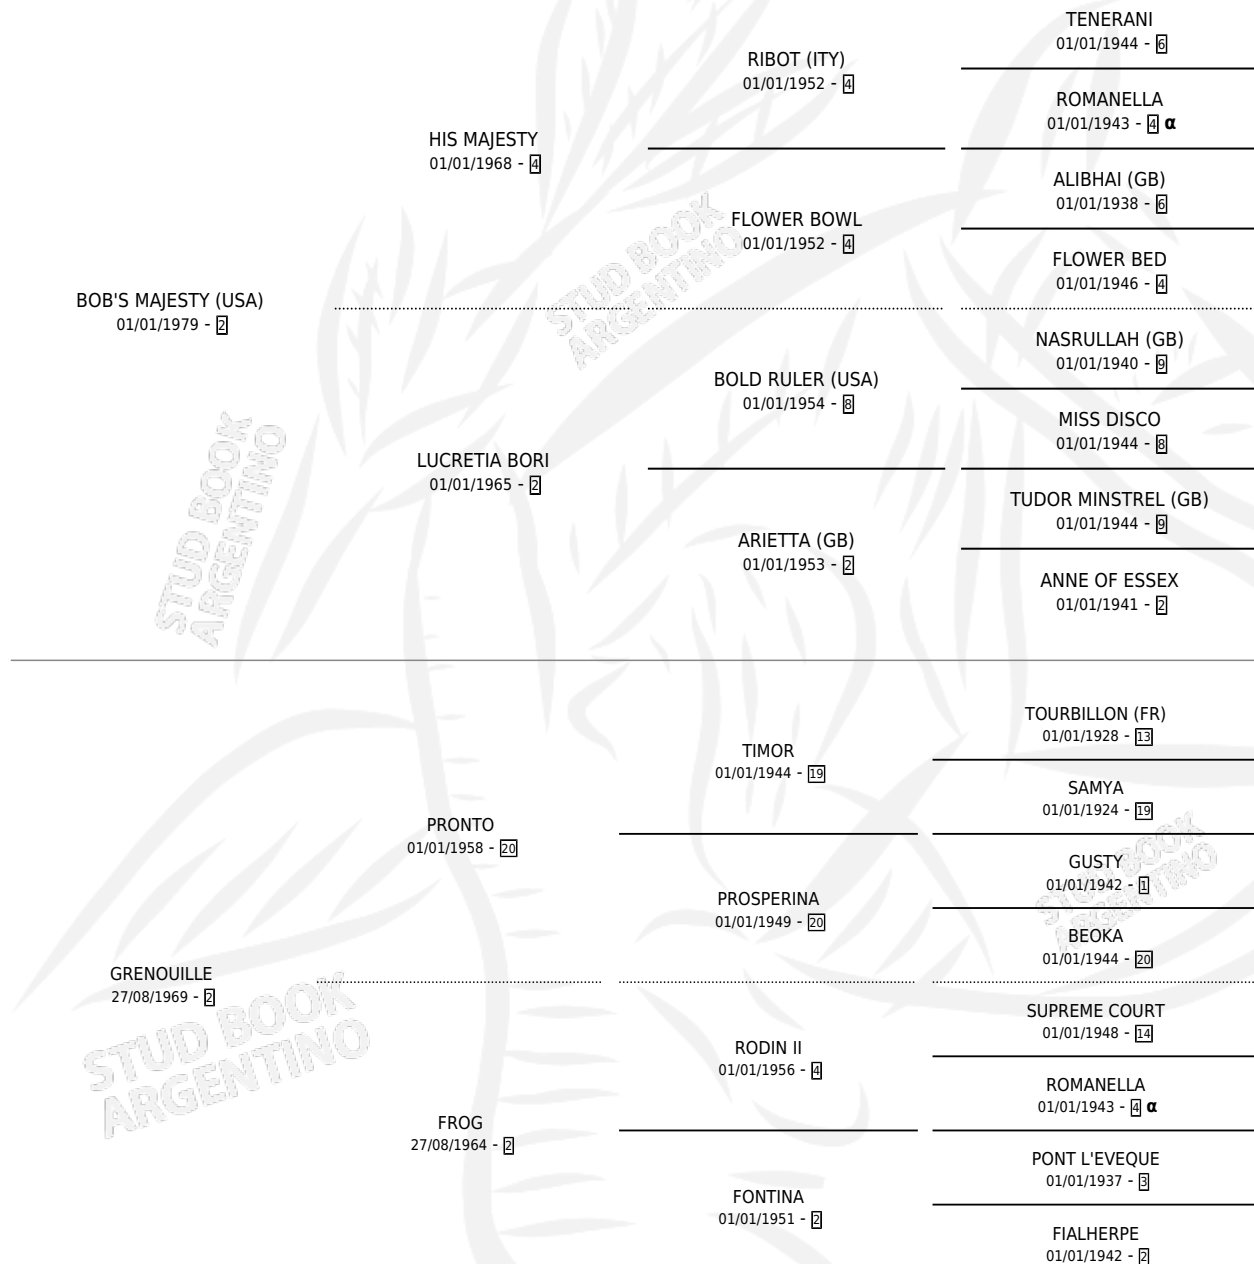 TENERANI
01/01/1944 - 6
RIBOT (ITY)
01/01/1952 - 4
ROMANELLA
01/01/1943 - 4 α
HIS MAJESTY
01/01/1968 - 4
ALIBHAI (GB)
01/01/1938 - 6
FLOWER BOWL
01/01/1952 - 4
FLOWER BED
01/01/1946 - 4
BOB'S MAJESTY (USA)
01/01/1979 - 2
NASRULLAH (GB)
01/01/1940 - 9
BOLD RULER (USA)
01/01/1954 - 8
MISS DISCO
01/01/1944 - 8
LUCRETIA BORI
01/01/1965 - 2
TUDOR MINSTREL (GB)
01/01/1944 - 9
ARIETTA (GB)
01/01/1953 - 2
ANNE OF ESSEX
01/01/1941 - 2
TOURBILLON (FR)
01/01/1928 - 13
TIMOR
01/01/1944 - 19
SAMYA
01/01/1924 - 19
PRONTO
01/01/1958 - 20
GUSTY
01/01/1942 - 1
PROSPERINA
01/01/1949 - 20
BEOKA
01/01/1944 - 20
GRENOUILLE
27/08/1969 - 2
SUPREME COURT
01/01/1948 - 14
RODIN II
01/01/1956 - 4
ROMANELLA
01/01/1943 - 4 α
FROG
27/08/1964 - 2
PONT L'EVEQUE
01/01/1937 - 3
FONTINA
01/01/1951 - 2
FIALHERPE
01/01/1942 - 2
STUD BOOK
ARGENTINO
STUD BOOK
ARGENTINO
STUD BOOK
ARGENTINO
STUD BOOK
ARGENTINO